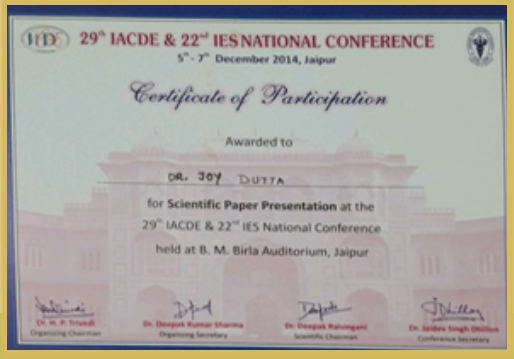 29th IACDE & 22nd IES NATIONAL CONFERENCE
5th - 7th December 2014, Jaipur
Certificate of Participation
Awarded to
DR. JOY DUTTA
for Scientific Paper Presentation at the
29th IACDE & 22nd IES National Conference
held at B. M. Birla Auditorium, Jaipur
Dr. H. P. Trivedi Dr. Deepak Kumar Sharma Dr. Deepak Raisingani Dr. Jaidev Singh Dhillon
Organizing Chairman Organizing Secretary Scientific Chairman Conference Secretary